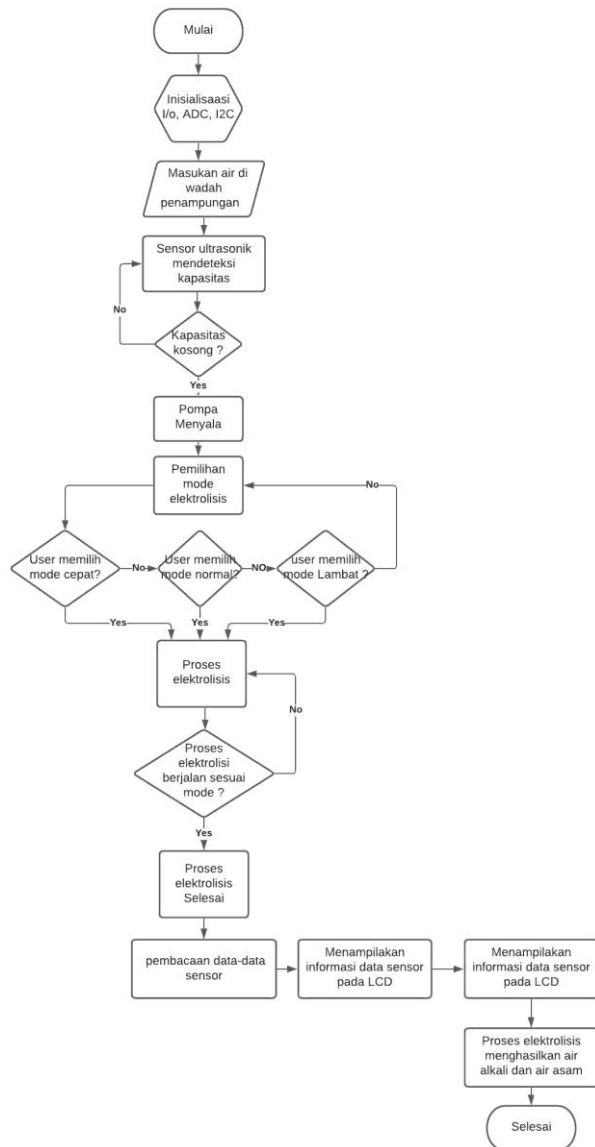 Mulai
Inisialisaasi
I/o, ADC, I2C
Masukan air di
wadah
penampungan
Sensor ultrasonik
mendeteksi
kapasitas
No
Kapasitas
kosong ?
Yes
Pompa
Menyala
Pemilihan
mode
elektrolisis
No
User memilih
mode cepat?
No
User memilih
mode normal?
NO
user memilih
mode Lambat ?
Yes
Yes
Yes
Proses
elektrolisis
No
Proses
elektrolisi
berjalan sesuai
mode ?
Yes
Proses
elektrolisis
Selesai
pembacaan data-data
sensor
Menampilakan
informasi data sensor
pada LCD
Menampilakan
informasi data sensor
pada LCD
Proses elektrolisis
menghasilkan air
alkali dan air asam
Selesai